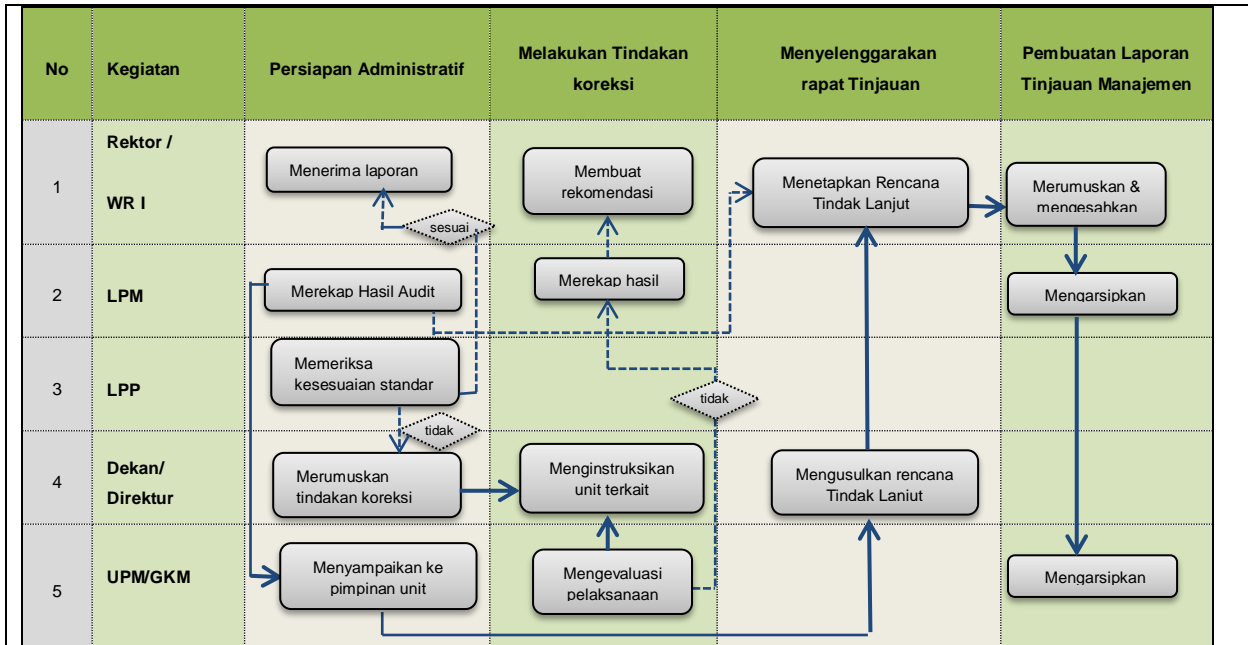 No
Kegiatan
Persiapan Administratif
Melakukan Tindakan
koreksi
Menyelenggarakan
rapat Tinjauan
Pembuatan Laporan
Tinjauan Manajemen
1
Rektor /
WR I
Menerima laporan
sesuai
Membuat
rekomendasi
Menetapkan Rencana
Tindak Lanjut
Merumuskan &
mengesahkan
2
LPM
Merekap Hasil Audit
Merekap hasil
Mengarsipkan
3
LPP
Memeriksa
kesesuaian standar
tidak
tidak
4
Dekan/
Direktur
Merumuskan
tindakan koreksi
Menginstruksikan
unit terkait
Mengusulkan rencana
Tindak Lanjut
5
UPM/GKM
Menyampaikan ke
pimpinan unit
Mengevaluasi
pelaksanaan
Mengarsipkan